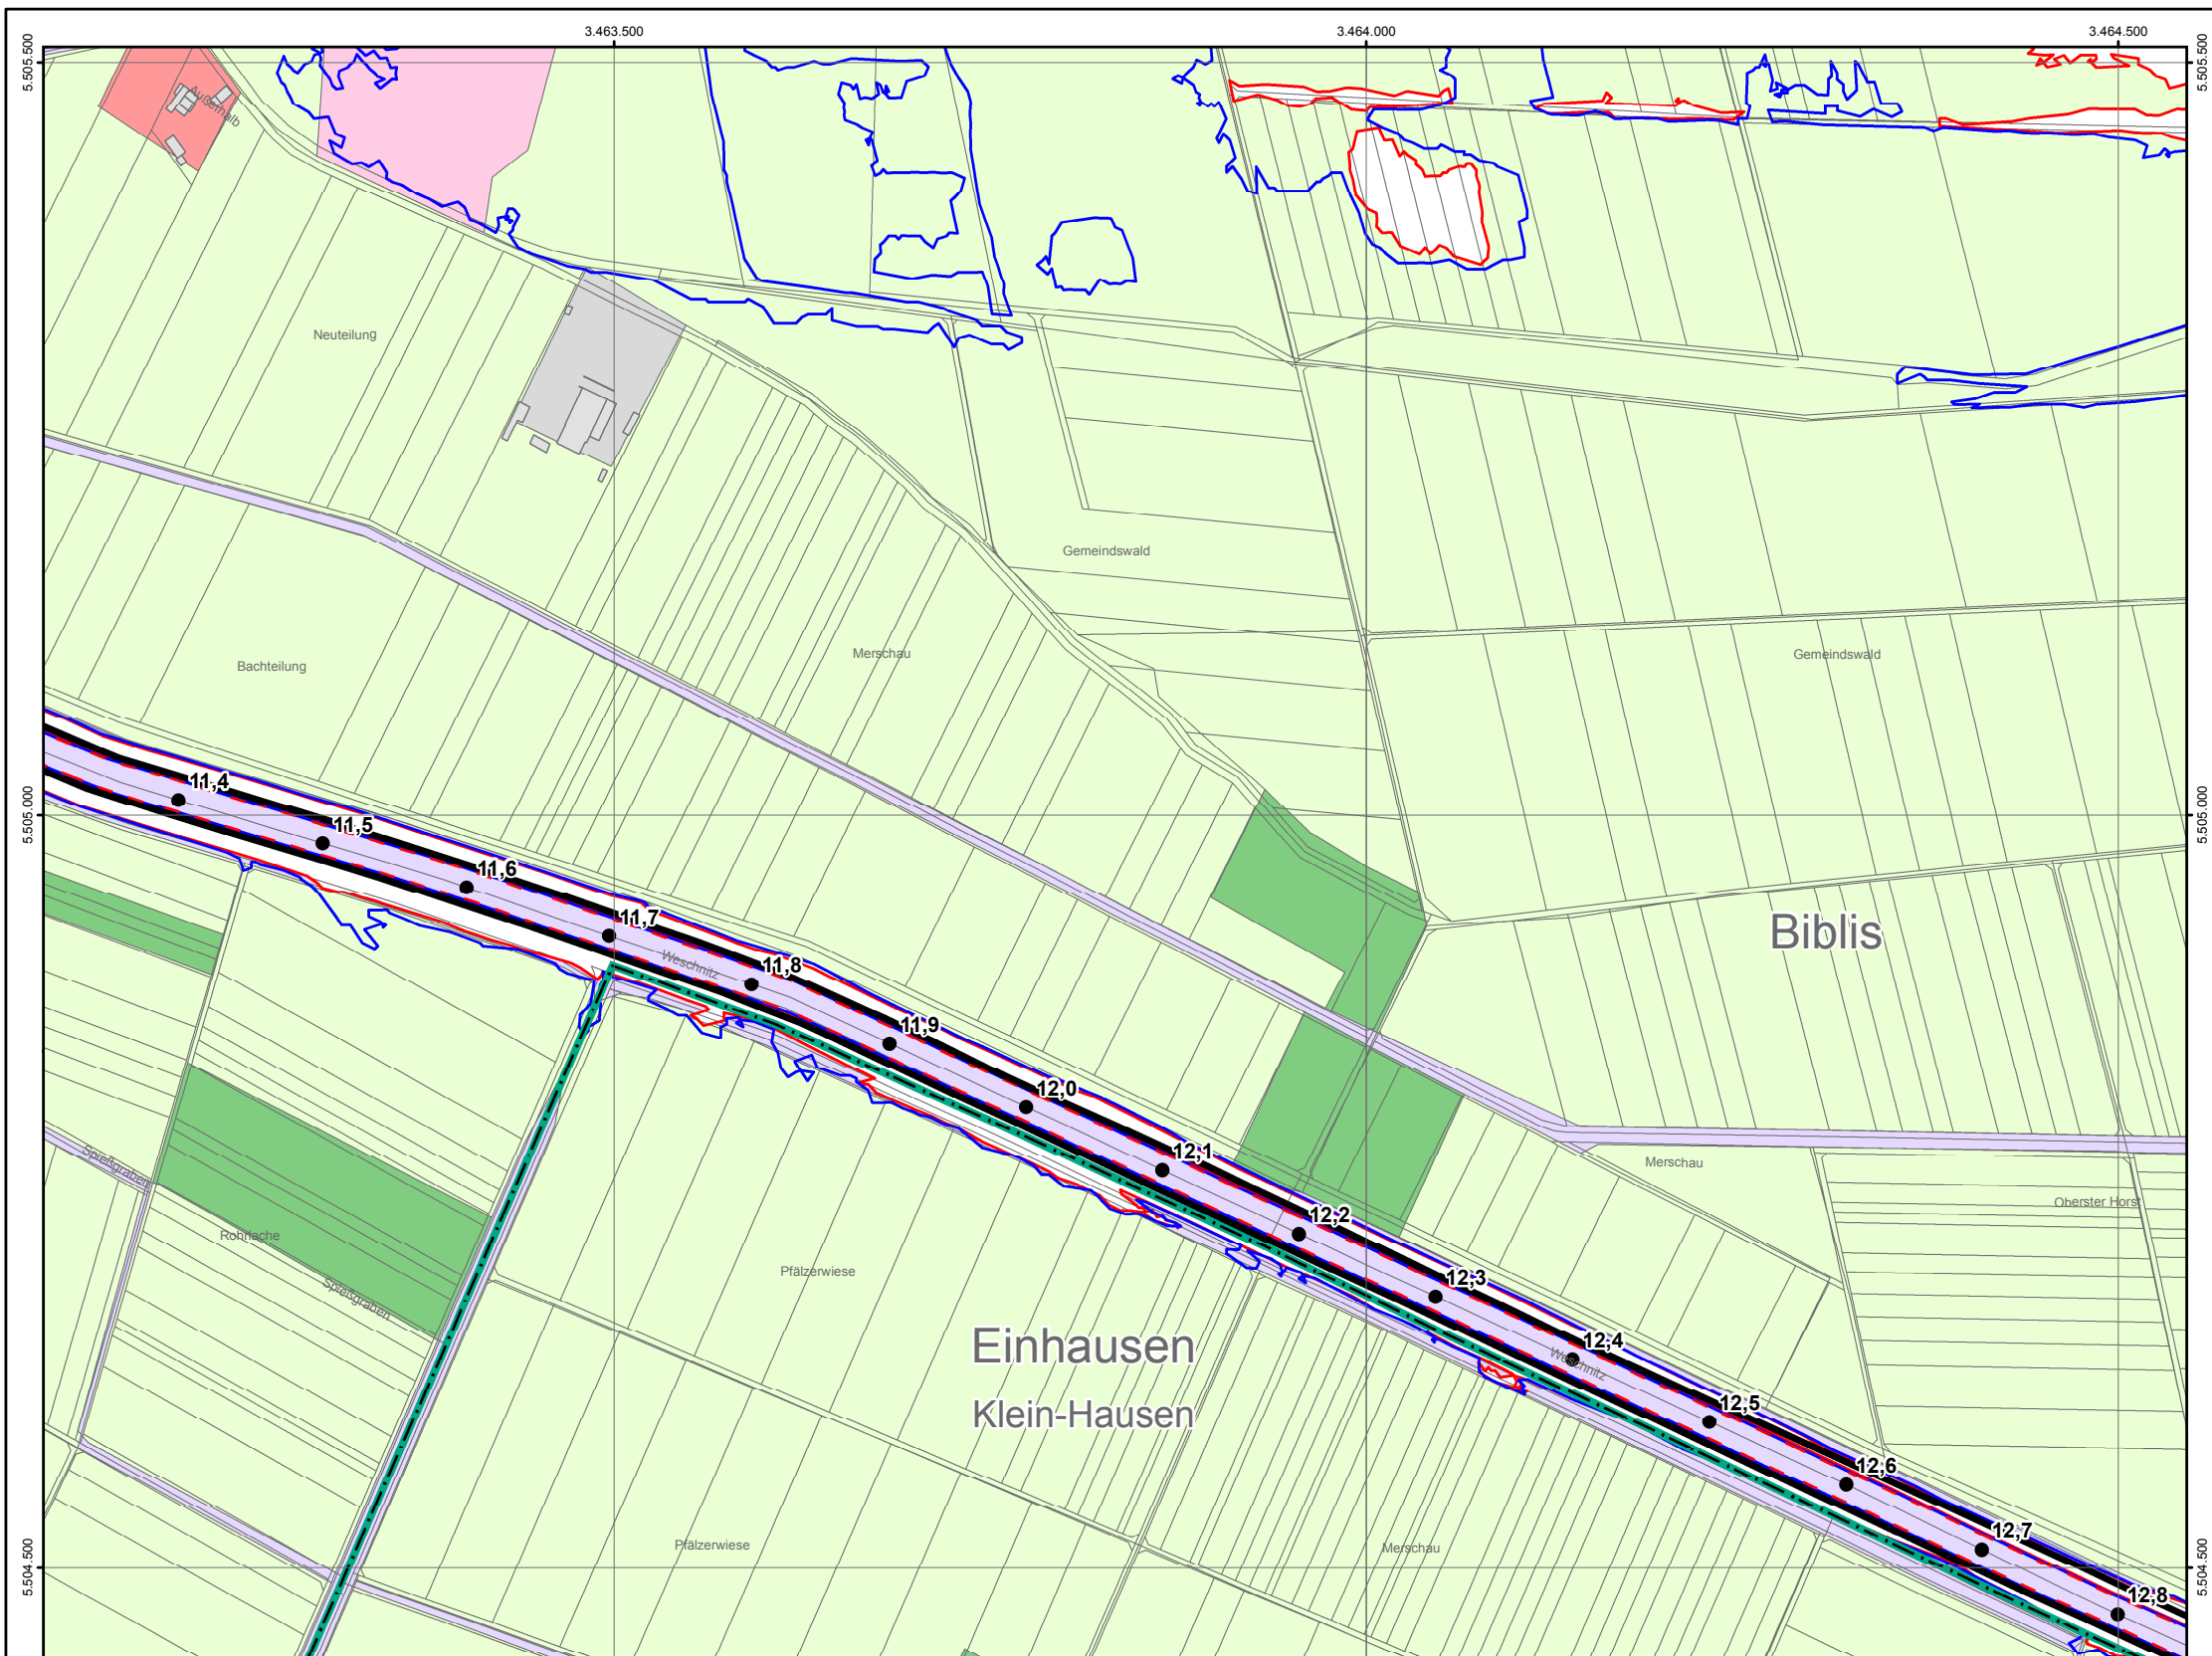 3.463.500
3.464.000
3.464.500
5.505.500
5.505.500
Außerhalb
Neuteilung
Gemeindswald
Merschau
Gemeindswald
Bachteilung
11,4
5.505.000
5.505.000
11,5
11,6
11,7
Biblis
Weschnitz
11,8
11,9
12,0
12,1
Spießgraben
Merschau
Oberster Horst
12,2
Rohrlache
Pfälzerwiese
12,3
Spießgraben
Einhausen
12,4
Weschnitz
Klein-Hausen
12,5
12,6
12,7
Pfälzerwiese
Merschau
5.504.500
5.504.500
12,8